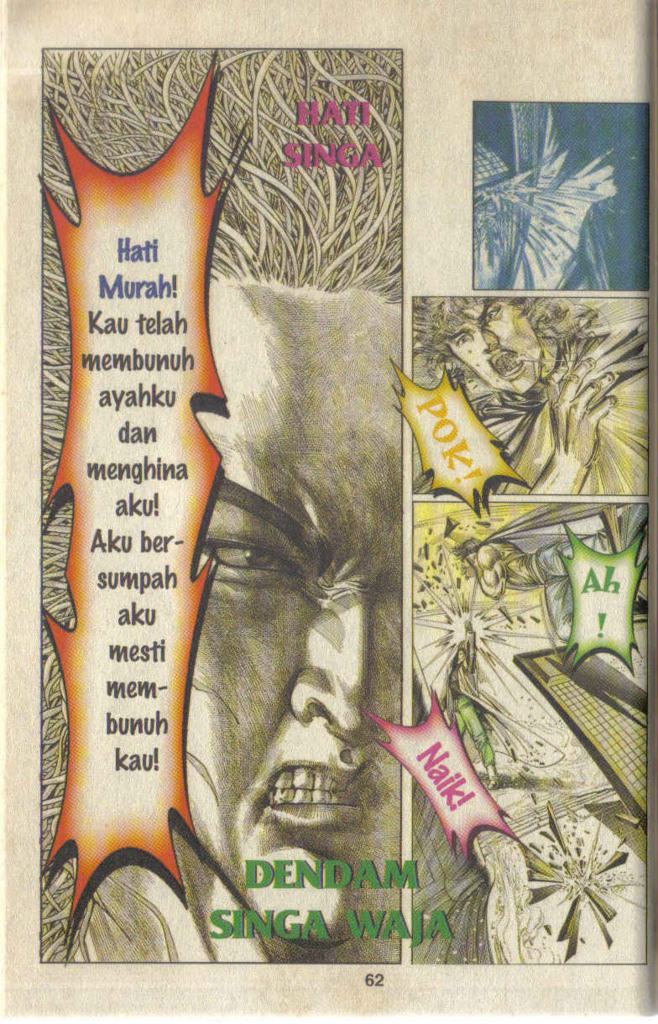 HATI
SINGA
Hati
Murah!
Kau telah
membunuh
ayahku
dan
menghina
aku!
Aku ber-
sumpah
aku
mesti
mem-
bunuh
kau!
POK!
Ah
!
Naik!
DENDAM
SINGA WAJA
62